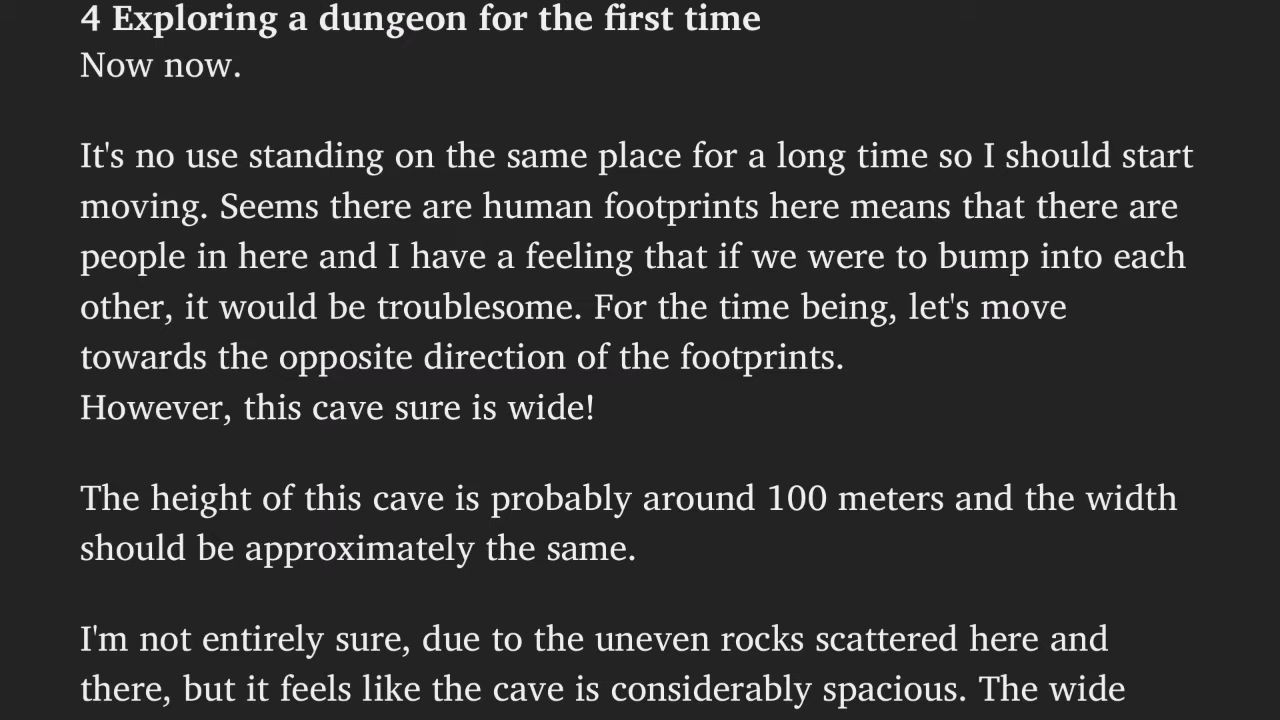 4 Exploring a dungeon for the first time
Now now.
It's no use standing on the same place for a long time so I should start
moving. Seems there are human footprints here means that there are
people in here and I have a feeling that if we were to bump into each
other, it would be troublesome. For the time being, let's move
towards the opposite direction of the footprints.
However, this cave sure is wide!
The height of this cave is probably around 100 meters and the width
should be approximately the same.
I'm not entirely sure, due to the uneven rocks scattered here and
there, but it feels like the cave is considerably spacious. The wide